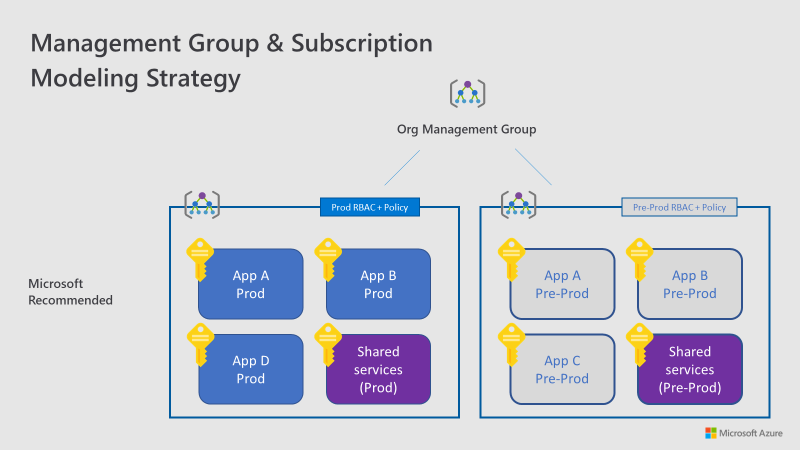 Management Group & Subscription
Modeling Strategy
Org Management Group
Prod RBAC + Policy
Pre-Prod RBAC + Policy
Microsoft
Recommended
App A
Prod
App B
Prod
App D
Prod
Shared
services
(Prod)
App A
Pre-Prod
App B
Pre-Prod
App C
Pre-Prod
Shared
services
(Pre-Prod)
Microsoft Azure